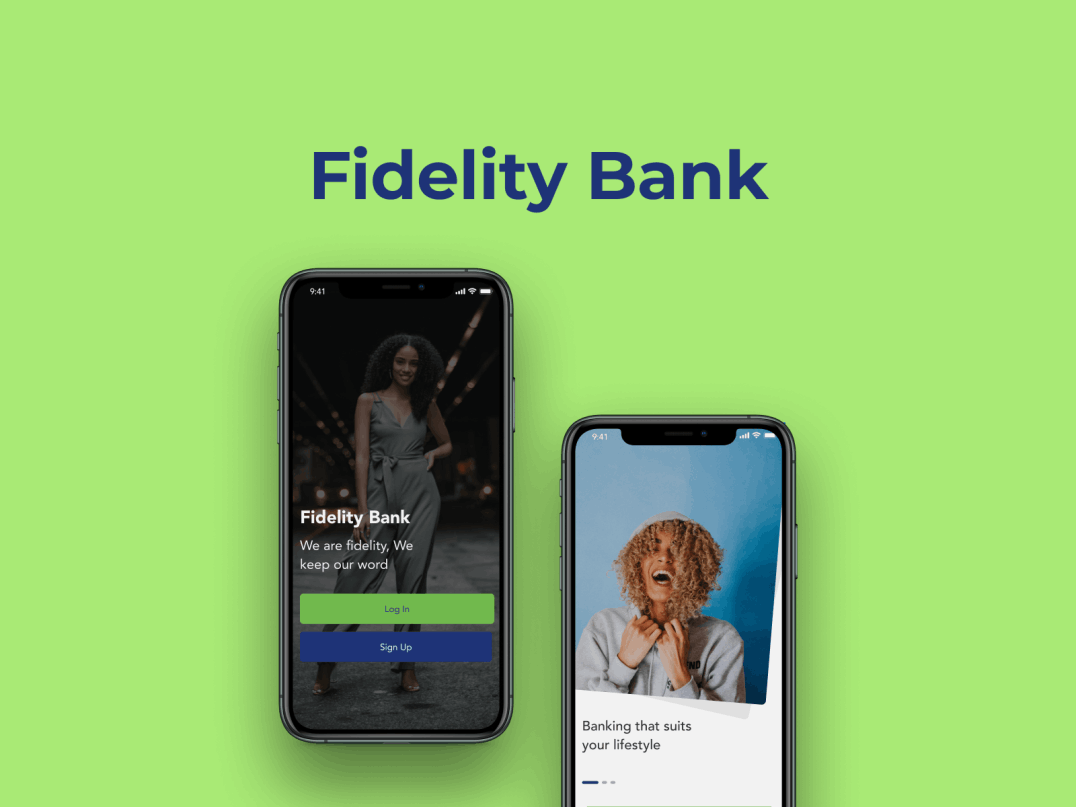 Fidelity Bank
9:41
Fidelity Bank
We are fidelity, We
keep our word
Log In
Sign Up
9:41
Banking that suits
your lifestyle